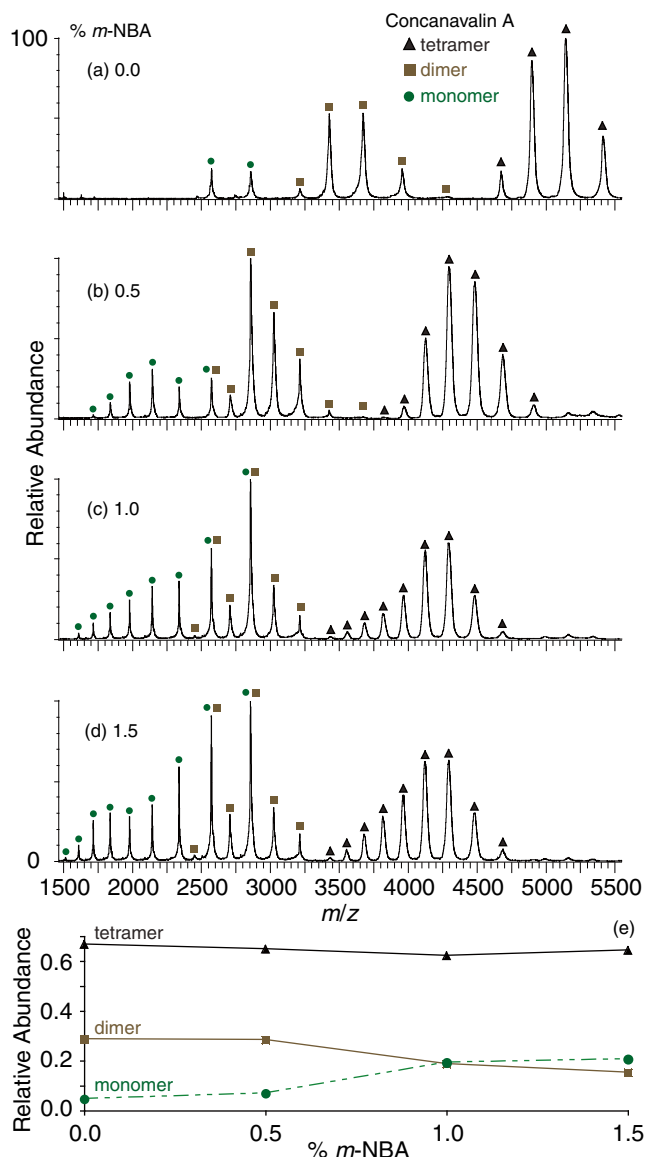 % m-NBA
Concanavalin A
tetramer
dimer
monomer
100
(a) 0.0
(b) 0.5
(c) 1.0
(d) 1.5
0
Relative Abundance
1500 2000 2500 3000 3500 4000 4500 5000 5500
m/z
(e)
Relative Abundance
0.6
0.4
0.2
0.0
tetramer
dimer
monomer
0.0 0.5 1.0 1.5
% m-NBA